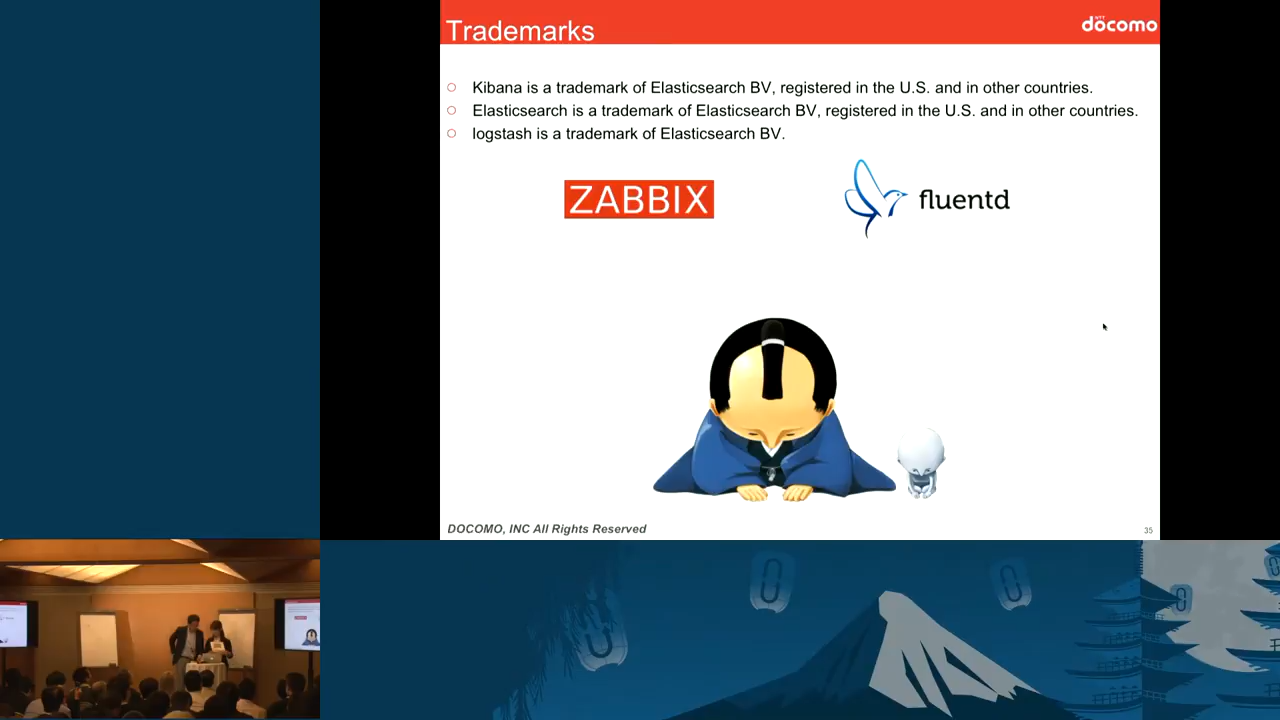 Trademarks
NTT
döcomo
Kibana is a trademark of Elasticsearch BV, registered in the U.S. and in other countries.
Elasticsearch is a trademark of Elasticsearch BV, registered in the U.S. and in other countries.
logstash is a trademark of Elasticsearch BV.
ZABBIX
fluentd
DOCOMO, INC All Rights Reserved
35